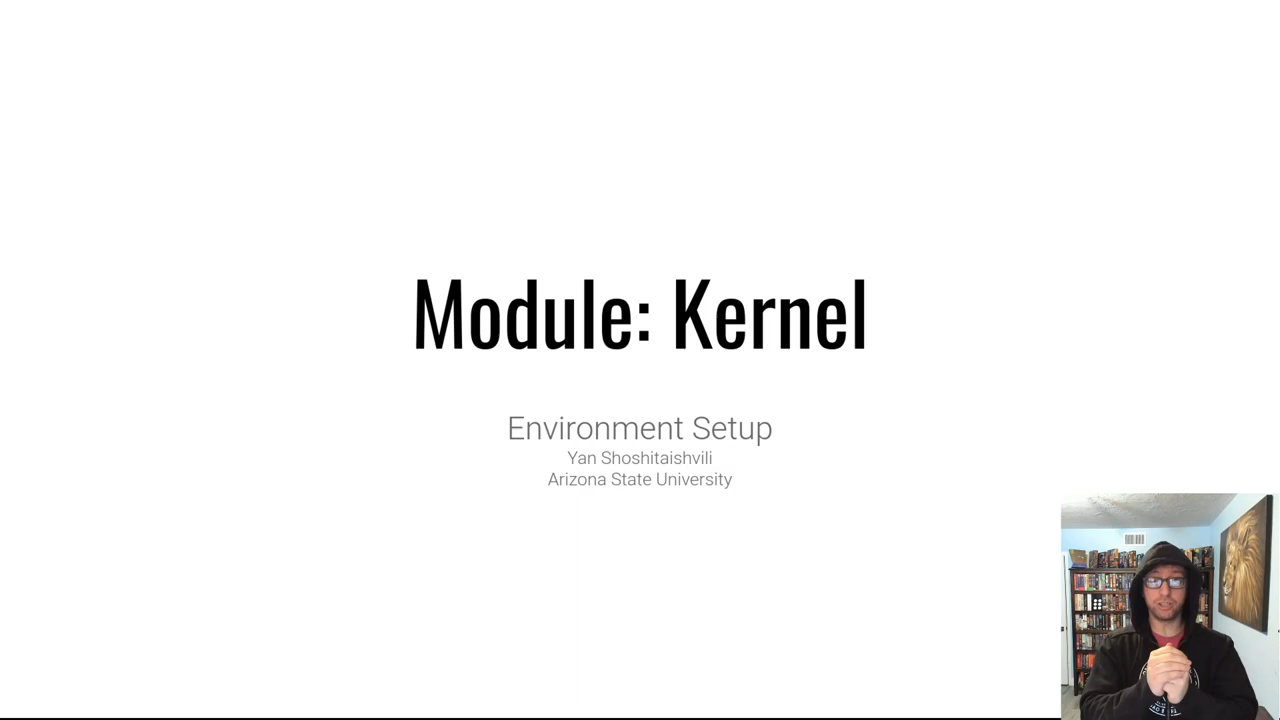 Module: Kernel
Environment Setup
Yan Shoshitaishvili
Arizona State University